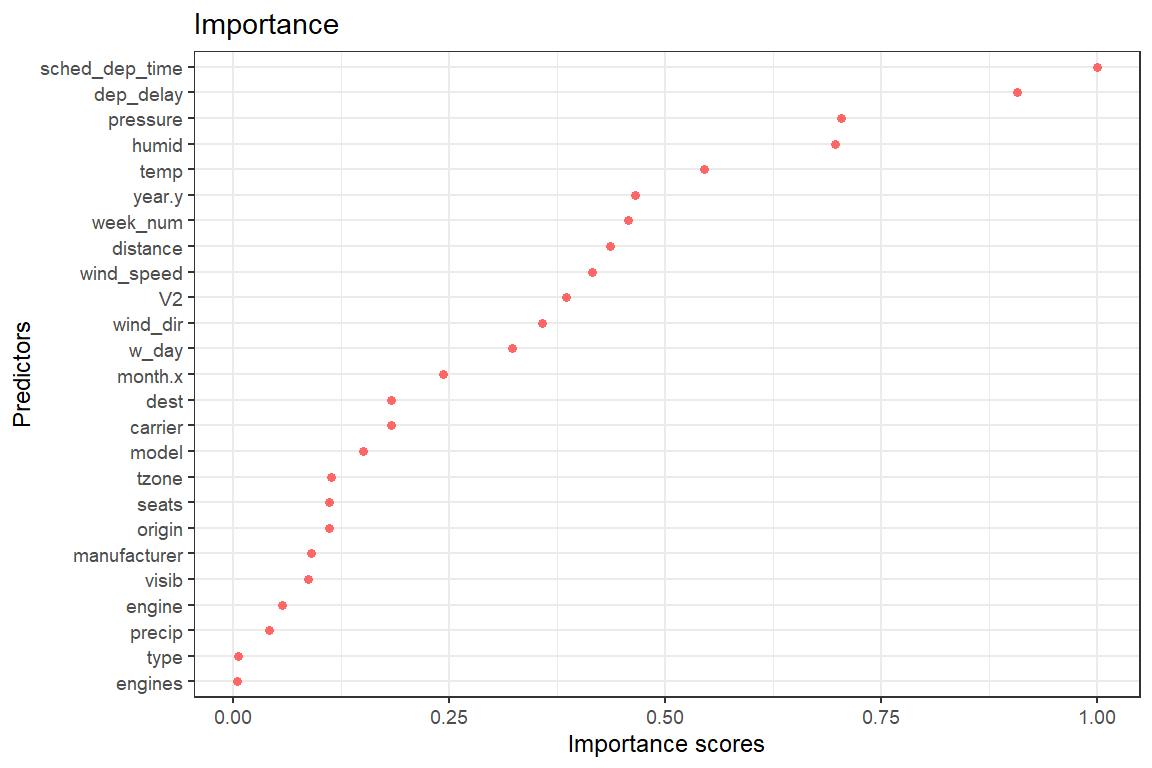 Importance
sched_dep_time
dep_delay
pressure
humid
temp
year.y
week_num
distance
wind_speed
V2
wind_dir
w_day
month.x
dest
carrier
model
tzone
seats
origin
manufacturer
visib
engine
precip
type
engines
Predictors
0.00 0.25 0.50 0.75 1.00
Importance scores